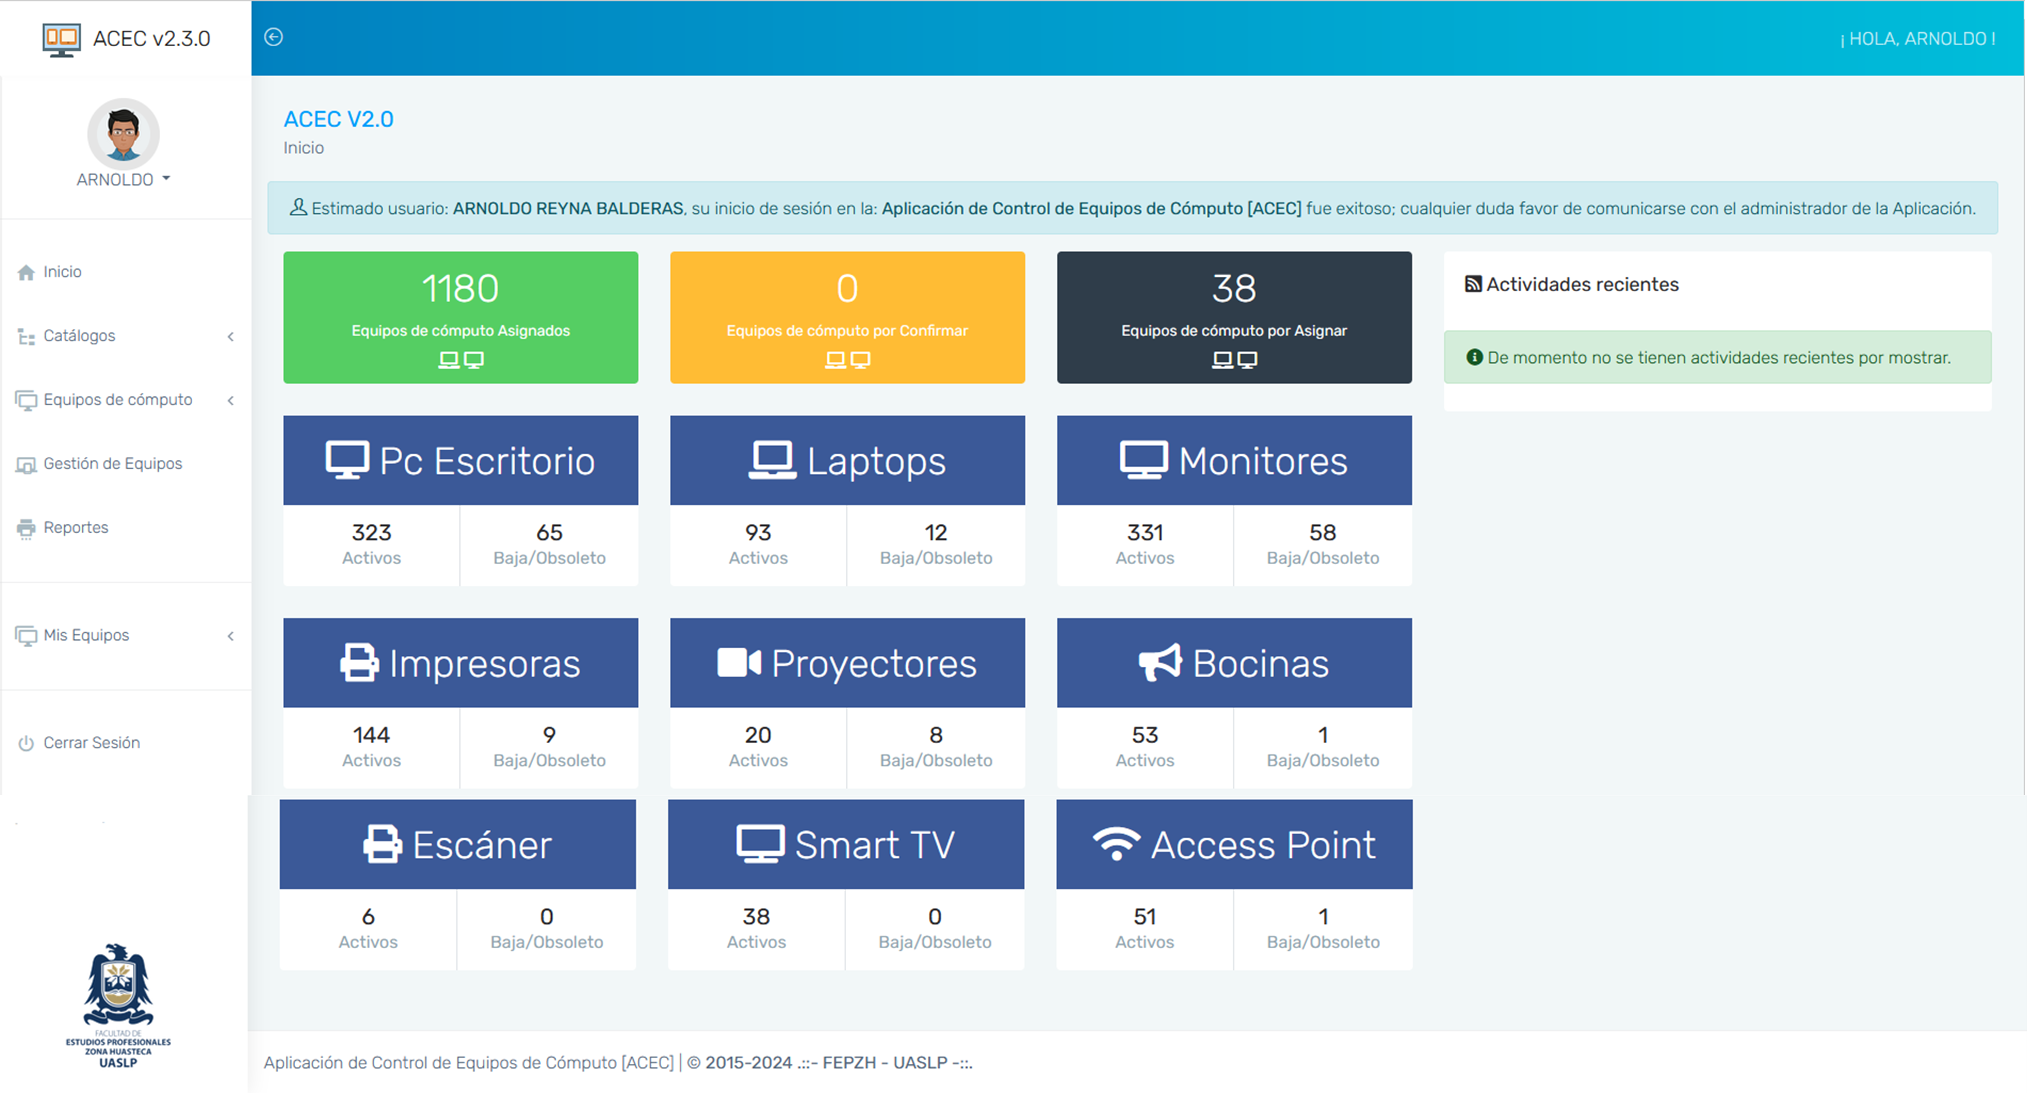 ACEC v2.3.0
¡ HOLA, ARNOLDO !
ARNOLDO
Inicio
Catálogos
Equipos de cómputo
Gestión de Equipos
Reportes
Mis Equipos
Cerrar Sesión
FACULTAD DE
ESTUDIOS PROFESIONALES
ZONA HUASTECA
UASLP
ACEC V2.0
Inicio
Estimado usuario: ARNOLDO REYNA BALDERAS, su inicio de sesión en la: Aplicación de Control de Equipos de Cómputo [ACEC] fue exitoso; cualquier duda favor de comunicarse con el administrador de la Aplicación.
1180
Equipos de cómputo Asignados
0
Equipos de cómputo por Confirmar
38
Equipos de cómputo por Asignar
Actividades recientes
De momento no se tienen actividades recientes por mostrar.
Pc Escritorio
323 65
Activos Baja/Obsoleto
Laptops
93 12
Activos Baja/Obsoleto
Monitores
331 58
Activos Baja/Obsoleto
Impresoras
144 9
Activos Baja/Obsoleto
Proyectores
20 8
Activos Baja/Obsoleto
Bocinas
53 1
Activos Baja/Obsoleto
Escáner
6 0
Activos Baja/Obsoleto
Smart TV
38 0
Activos Baja/Obsoleto
Access Point
51 1
Activos Baja/Obsoleto
Aplicación de Control de Equipos de Cómputo [ACEC] | © 2015-2024 .::- FEPZH - UASLP -::.